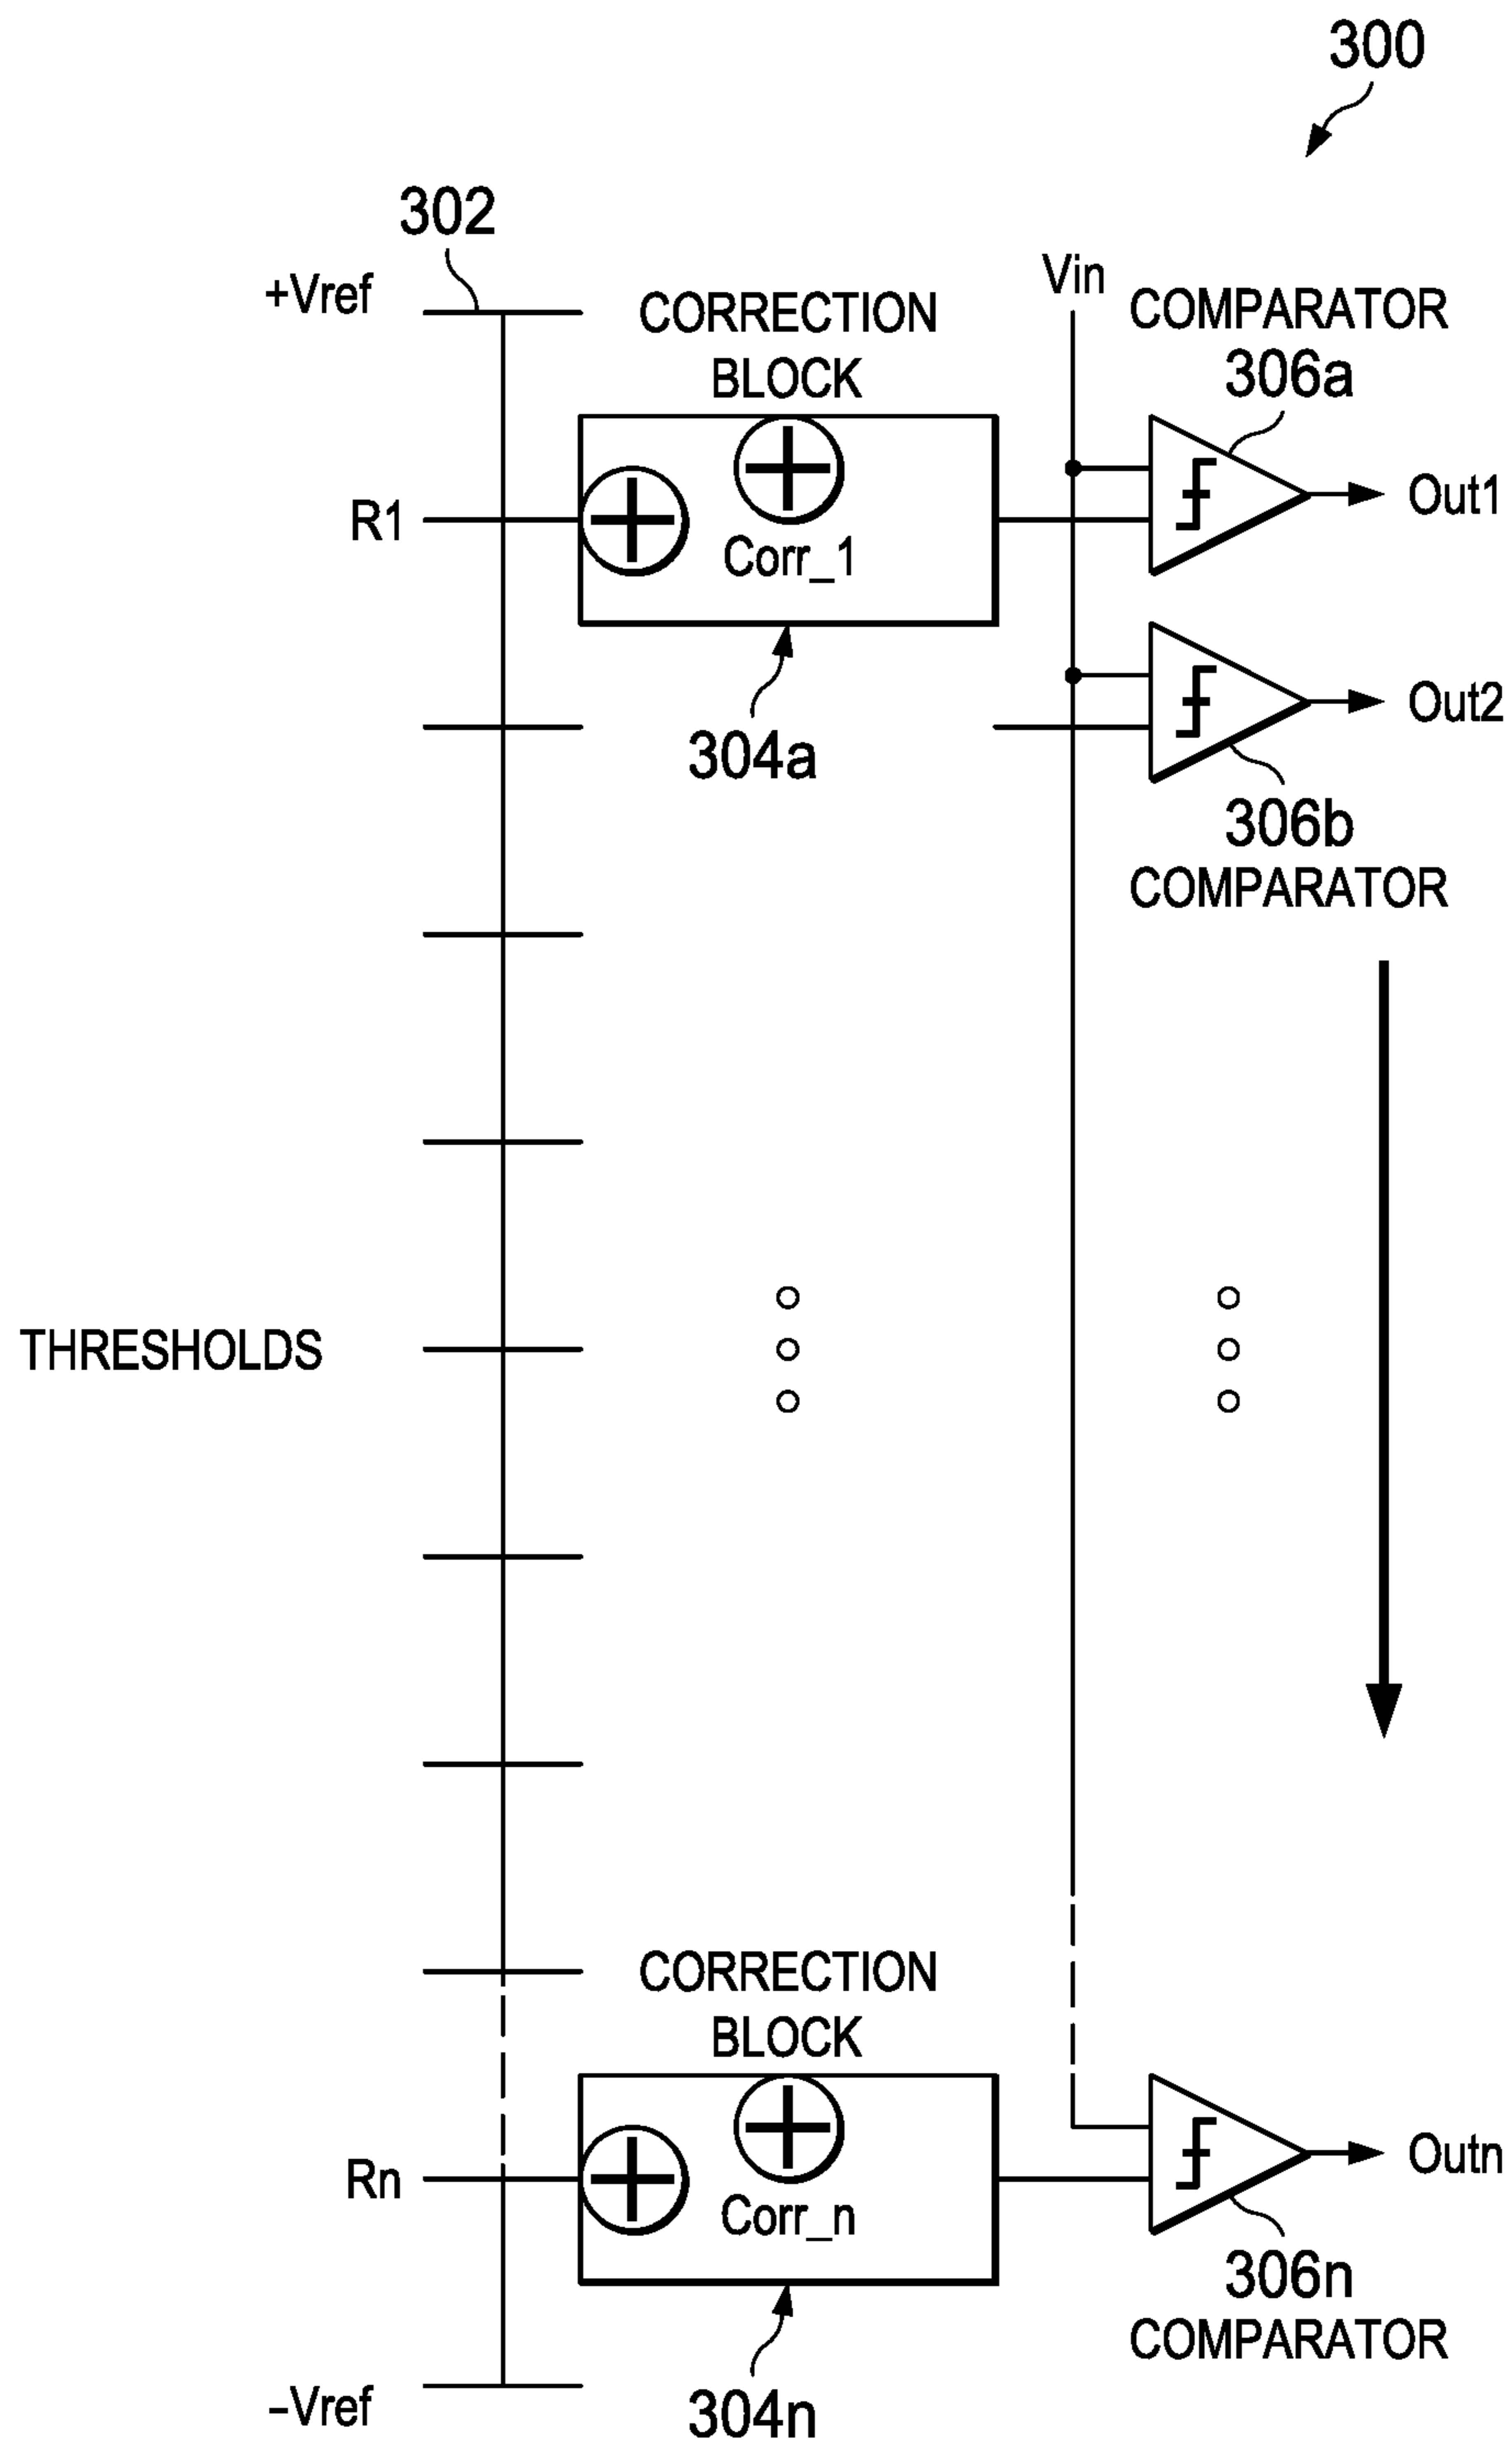 300
302
+Vref
CORRECTION
BLOCK
Vin
COMPARATOR
306a
R1
Corr_1
Out1
304a
Out2
306b
COMPARATOR
THRESHOLDS
CORRECTION
BLOCK
Rn
Corr_n
Outn
306n
COMPARATOR
–Vref
304n